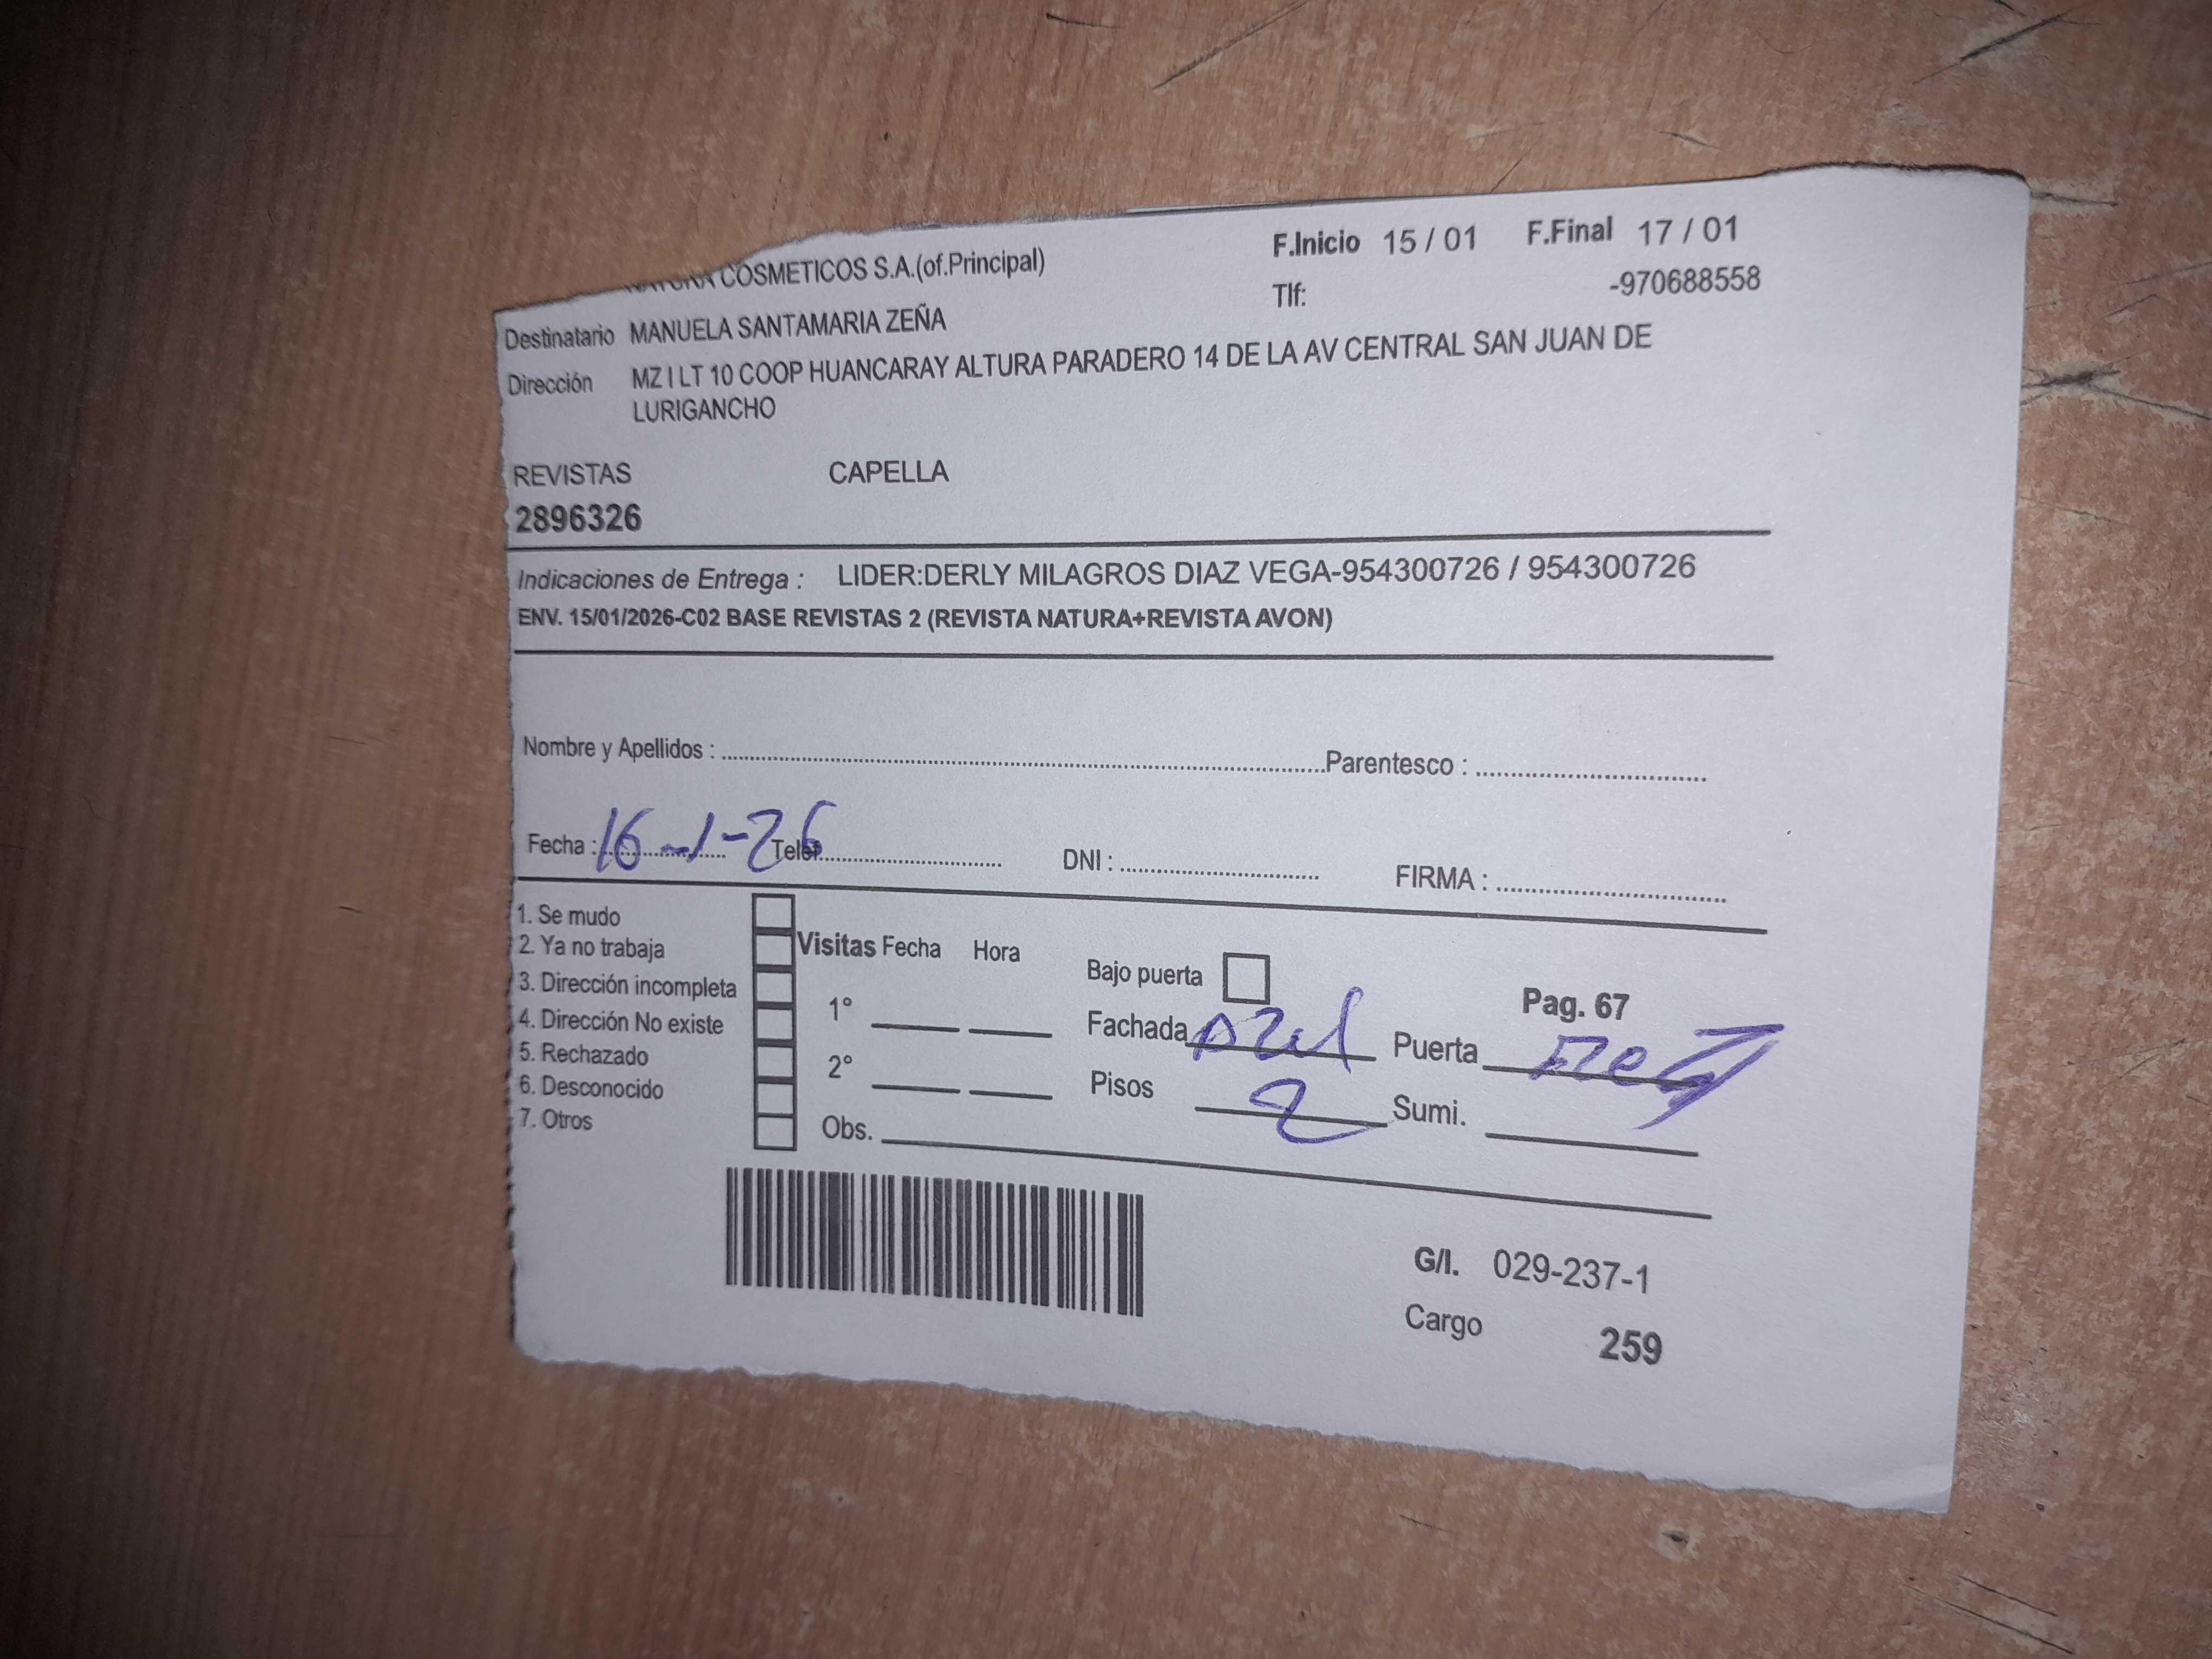 NATURA COSMETICOS S.A.(of.Principal) F.Inicio 15 / 01 F.Final 17 / 01
Tlf: -970688558
Destinatario MANUELA SANTAMARIA ZEÑA
Dirección MZ I LT 10 COOP HUANCARAY ALTURA PARADERO 14 DE LA AV CENTRAL SAN JUAN DE
LURIGANCHO
REVISTAS CAPELLA
2896326
Indicaciones de Entrega : LIDER:DERLY MILAGROS DIAZ VEGA-954300726 / 954300726
ENV. 15/01/2026-C02 BASE REVISTAS 2 (REVISTA NATURA+REVISTA AVON)
Nombre y Apellidos : Parentesco :
Fecha : 16-1-26 Telef. DNI : FIRMA :
1. Se mudo
2. Ya no trabaja
3. Dirección incompleta
4. Dirección No existe
5. Rechazado
6. Desconocido
7. Otros
Visitas Fecha Hora
1°
2°
Obs.
Bajo puerta
Pag. 67
Fachada Azul Puerta
Pisos 2 Sumi.
G/I. 029-237-1
Cargo 259